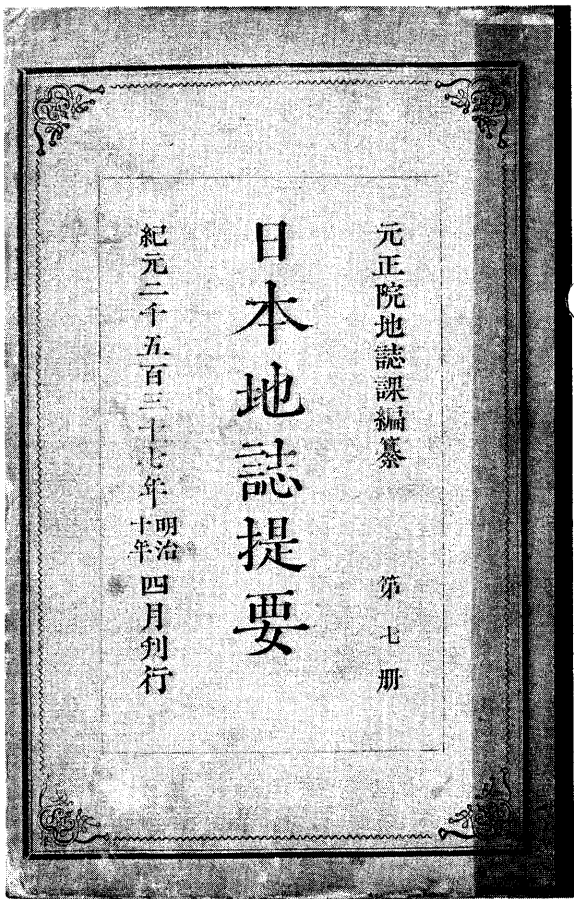 元正院地誌課編纂 第七册
日本地誌提要
紀元二千五百三十七年明治十年四月刋行